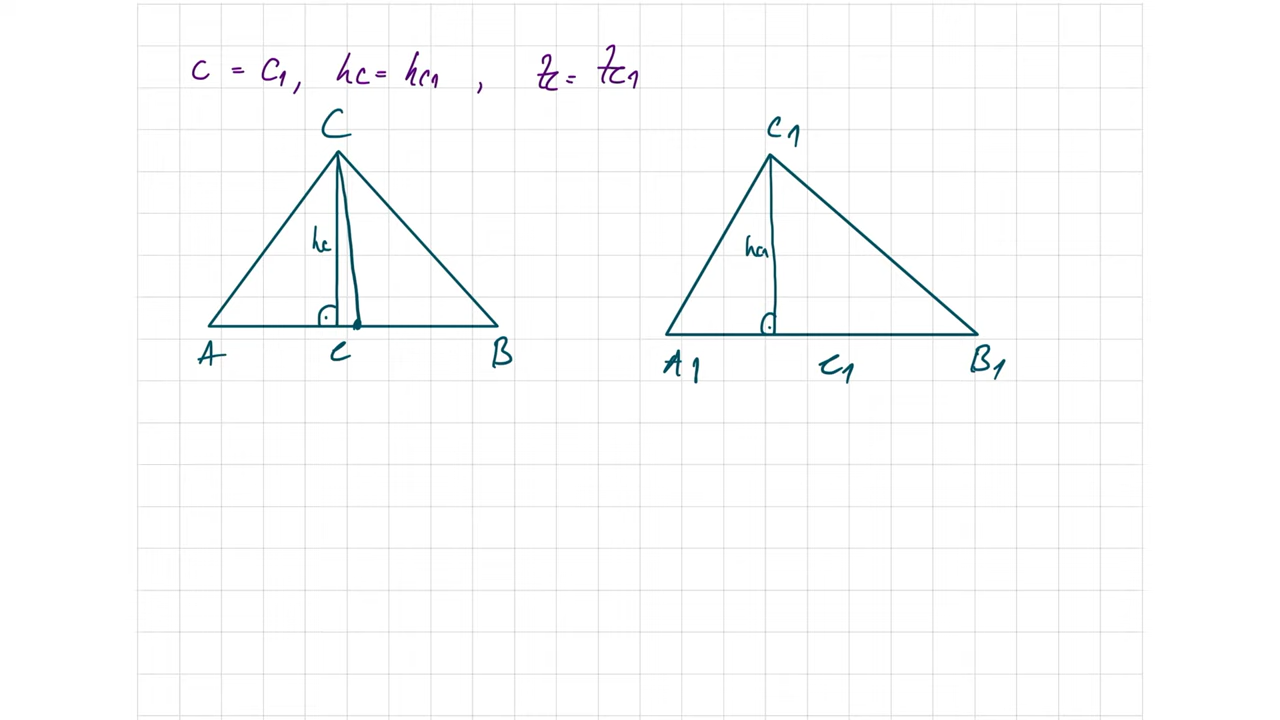 c = c₁, hc = hc₁, tc = tc₁
C C₁
hc hc₁
A c B A₁ c₁ B₁